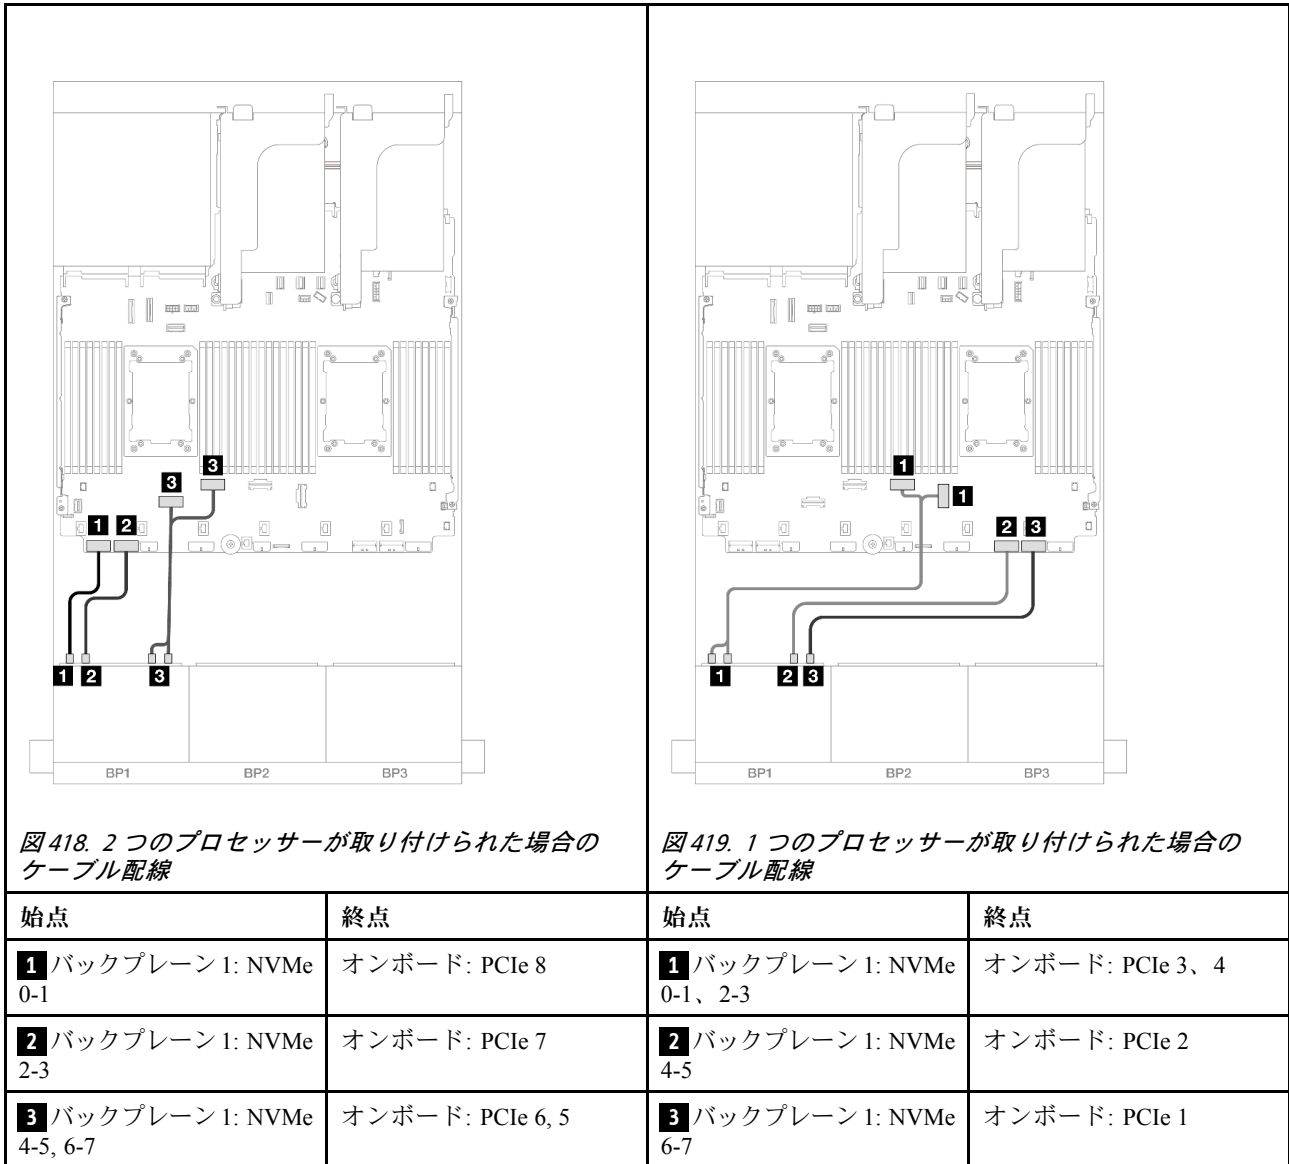 3
3
1 2
1 2 3
BP1 BP2 BP3
図 418. 2 つのプロセッサーが取り付けられた場合の
ケーブル配線
1
1
2 3
1 2 3
BP1 BP2 BP3
図 419. 1 つのプロセッサーが取り付けられた場合の
ケーブル配線
始点 終点 始点 終点
1 バックプレーン 1: NVMe
0-1
オンボード: PCIe 8
1 バックプレーン 1: NVMe
0-1、2-3
オンボード: PCIe 3、4
2 バックプレーン 1: NVMe
2-3
オンボード: PCIe 7
2 バックプレーン 1: NVMe
4-5
オンボード: PCIe 2
3 バックプレーン 1: NVMe
4-5, 6-7
オンボード: PCIe 6, 5
3 バックプレーン 1: NVMe
6-7
オンボード: PCIe 1